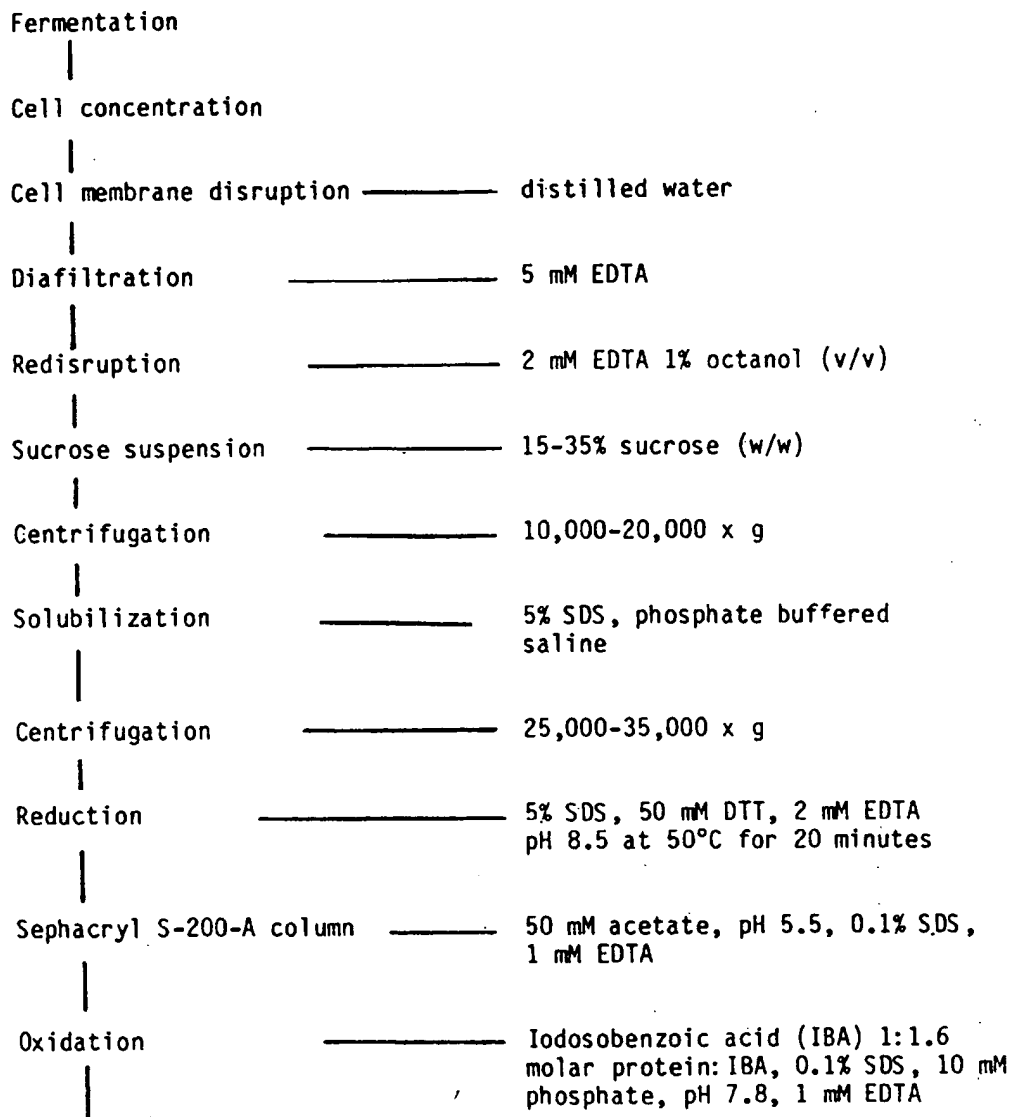 Fermentation
Cell concentration
Cell membrane disruption distilled water
Diafiltration 5 mM EDTA
Redisruption 2 mM EDTA 1% octanol (v/v)
Sucrose suspension 15-35% sucrose (w/w)
Centrifugation 10,000-20,000 x g
Solubilization 5% SDS, phosphate buffered
saline
Centrifugation 25,000-35,000 x g
Reduction 5% SDS, 50 mM DTT, 2 mM EDTA
pH 8.5 at 50°C for 20 minutes
Sephacryl S-200-A column 50 mM acetate, pH 5.5, 0.1% SDS,
1 mM EDTA
Oxidation Iodosobenzoic acid (IBA) 1:1.6
molar protein: IBA, 0.1% SDS, 10 mM
phosphate, pH 7.8, 1 mM EDTA